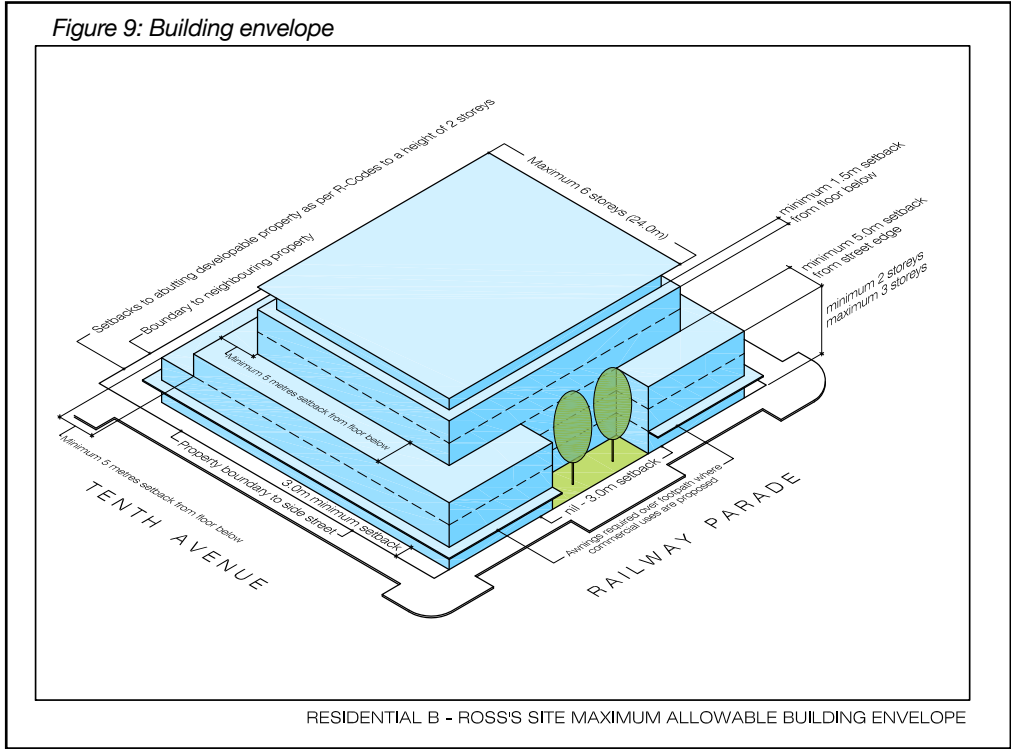 Figure 9: Building envelope
Setbacks to abutting developable property as per R-Codes to a height of 2 storeys
Boundary to neighbouring property
Maximum 6 storeys (24.0m)
minimum 1.5m setback
from floor below
minimum 5.0m setback
from street edge
minimum 2 storeys
maximum 3 storeys
Minimum 5 metres setback from floor below
Minimum 5 metres setback from floor below
Property boundary to side street
3.0m minimum setback
nil - 3.0m setback
Awnings required over footpath where
commercial uses are proposed
TENTH AVENUE
RAILWAY PARADE
RESIDENTIAL B - ROSS'S SITE MAXIMUM ALLOWABLE BUILDING ENVELOPE